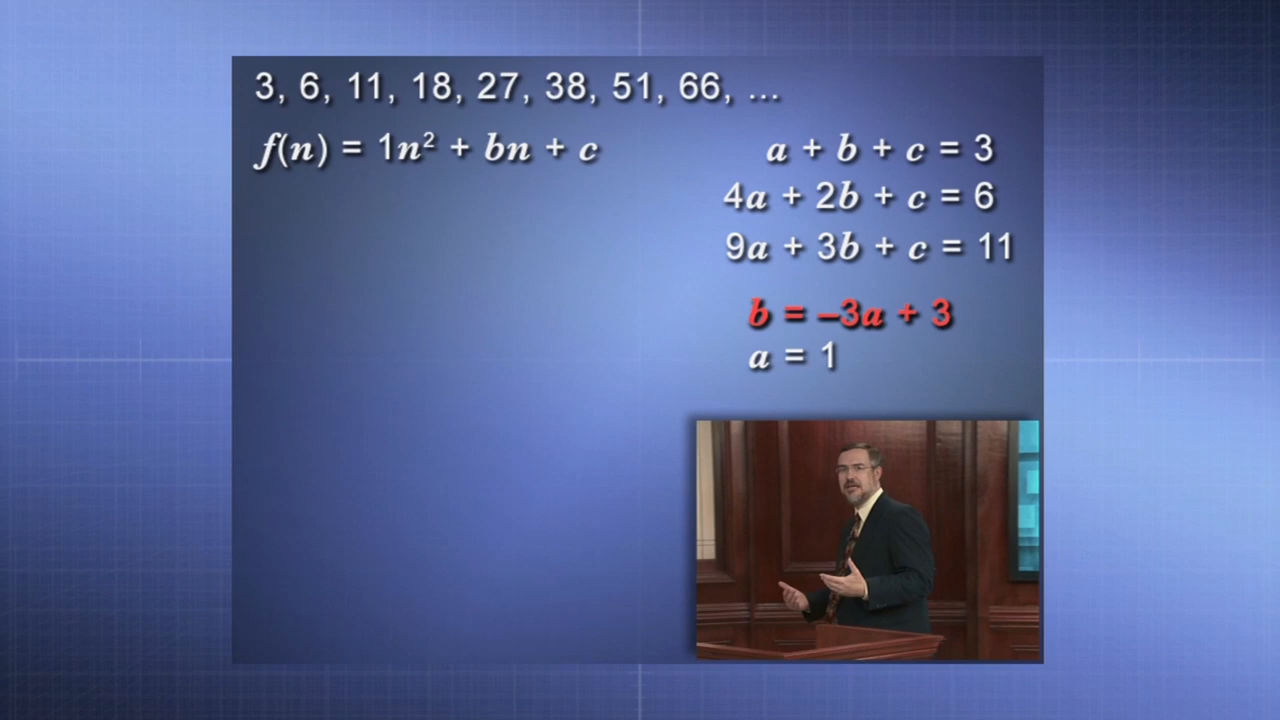 3, 6, 11, 18, 27, 38, 51, 66, ...
f(n) = 1n² + bn + c
a + b + c = 3
4a + 2b + c = 6
9a + 3b + c = 11
b = –3a + 3
a = 1